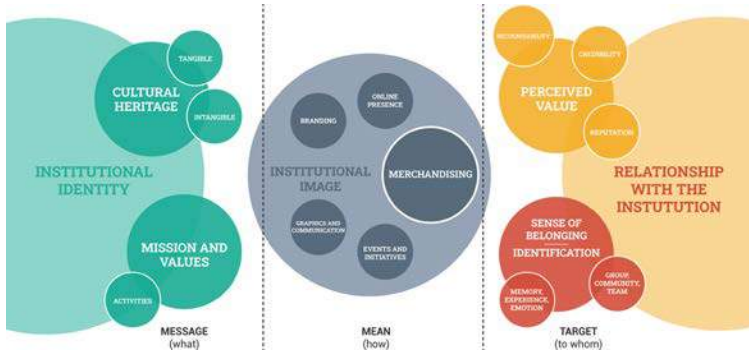 INSTITUTIONAL
IDENTITY
CULTURAL
HERITAGE
TANGIBLE
INTANGIBLE
MISSION AND
VALUES
ACTIVITIES
MESSAGE
(what)
INSTITUTIONAL
IMAGE
BRANDING
ONLINE
PRESENCE
MERCHANDISING
GRAPHICS AND
COMMUNICATION
EVENTS AND
INITIATIVES
MEAN
(how)
PERCEIVED
VALUE
RECOGNISABILITY
CREDIBILITY
REPUTATION
SENSE OF
BELONGING
IDENTIFICATION
MEMORY,
EXPERIENCE,
EMOTION
GROUP,
COMMUNITY,
TEAM
RELATIONSHIP
WITH THE
INSTUTUTION
TARGET
(to whom)